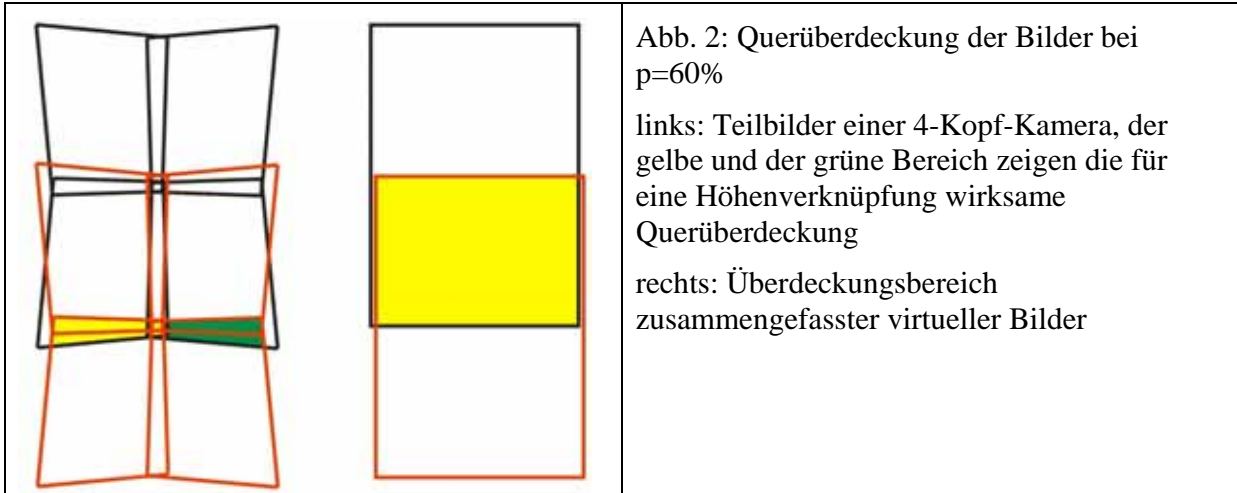 Abb. 2: Querüberdeckung der Bilder bei
p=60%
links: Teilbilder einer 4-Kopf-Kamera, der
gelbe und der grüne Bereich zeigen die für
eine Höhenverknüpfung wirksame
Querüberdeckung
rechts: Überdeckungsbereich
zusammengefasster virtueller Bilder